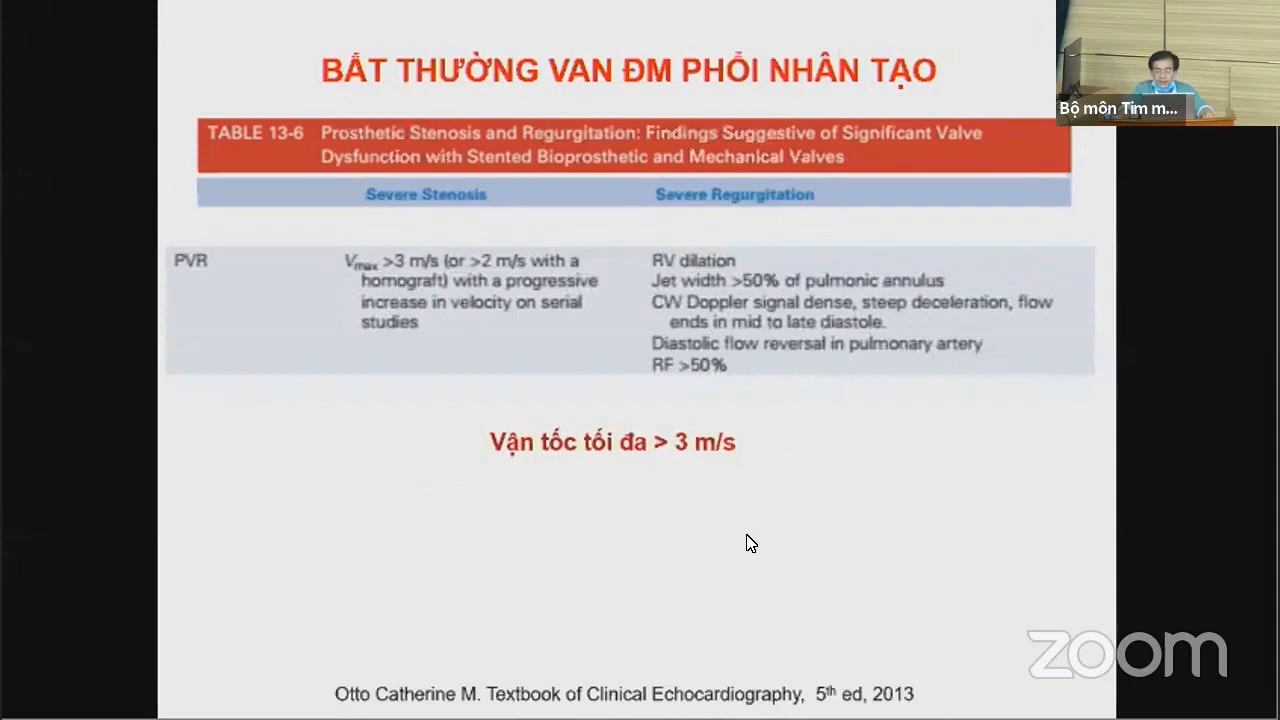 BẤT THƯỜNG VAN ĐM PHỔI NHÂN TẠO
Bộ môn Tim m...
TABLE 13-6 Prosthetic Stenosis and Regurgitation: Findings Suggestive of Significant Valve
Dysfunction with Stented Bioprosthetic and Mechanical Valves
Severe Stenosis Severe Regurgitation
PVR Vmax >3 m/s (or >2 m/s with a RV dilation
homograft) with a progressive Jet width >50% of pulmonic annulus
increase in velocity on serial CW Doppler signal dense, steep deceleration, flow
studies ends in mid to late diastole.
Diastolic flow reversal in pulmonary artery
RF >50%
Vận tốc tối đa > 3 m/s
zoom
Otto Catherine M. Textbook of Clinical Echocardiography, 5th ed, 2013